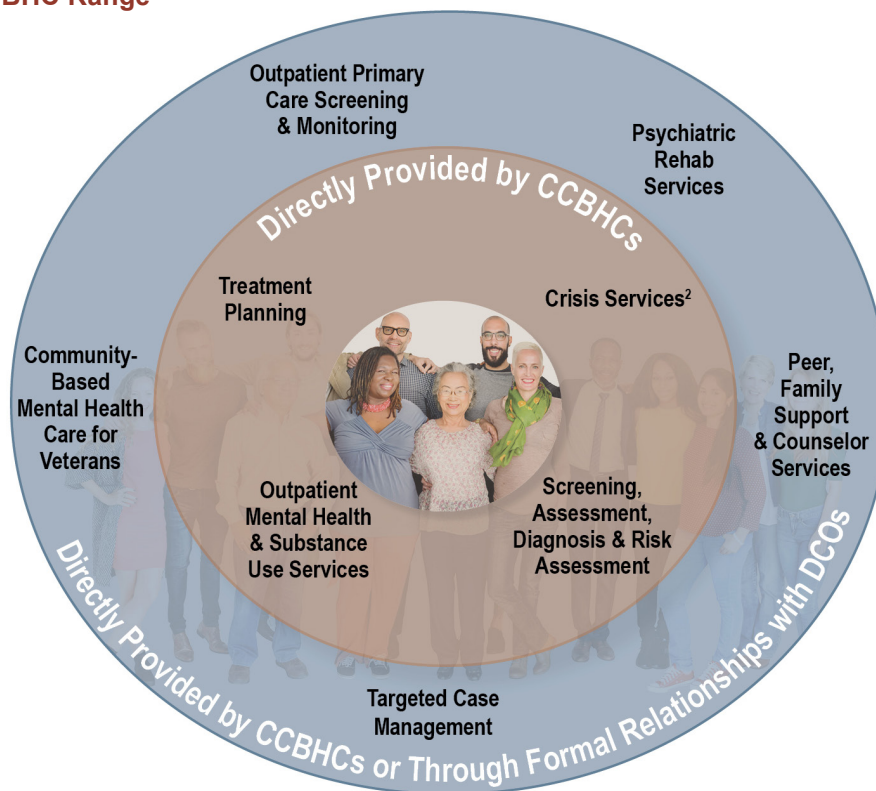 BHC Range
Outpatient Primary
Care Screening
& Monitoring
Psychiatric
Rehab
Services
Directly Provided by CCBHCs
Treatment
Planning
Crisis Services²
Community-
Based
Mental Health
Care for
Veterans
Peer,
Family
Support
& Counselor
Services
Outpatient
Mental Health
& Substance
Use Services
Screening,
Assessment,
Diagnosis & Risk
Assessment
Targeted Case
Management
Directly Provided by CCBHCs or Through Formal Relationships with DCOs